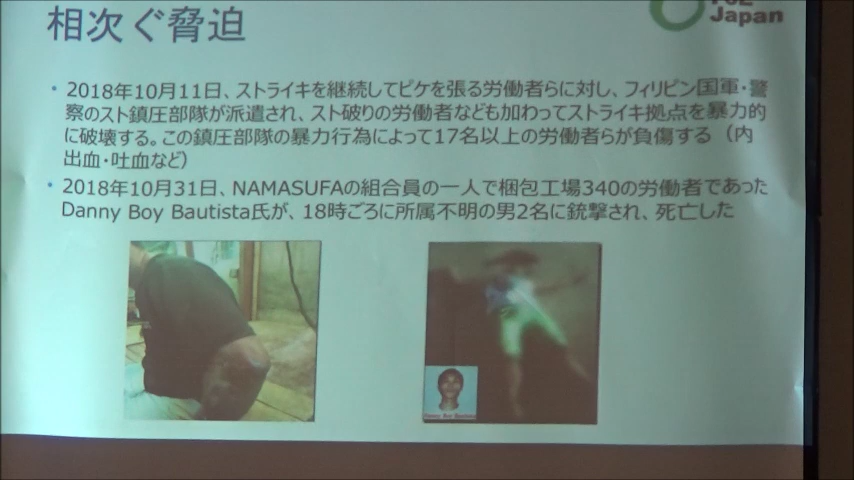 相次ぐ脅迫
FoE
Japan
• 2018年10月11日、ストライキを継続してピケを張る労働者らに対し、フィリピン国軍・警
察のスト鎮圧部隊が派遣され、スト破りの労働者なども加わってストライキ拠点を暴力的
に破壊する。この鎮圧部隊の暴力行為によって17名以上の労働者らが負傷する（内
出血・吐血など）
• 2018年10月31日、NAMASUFAの組合員の一人で梱包工場340の労働者であった
Danny Boy Bautista氏が、18時ごろに所属不明の男2名に銃撃され、死亡した
Danny Boy Bautista